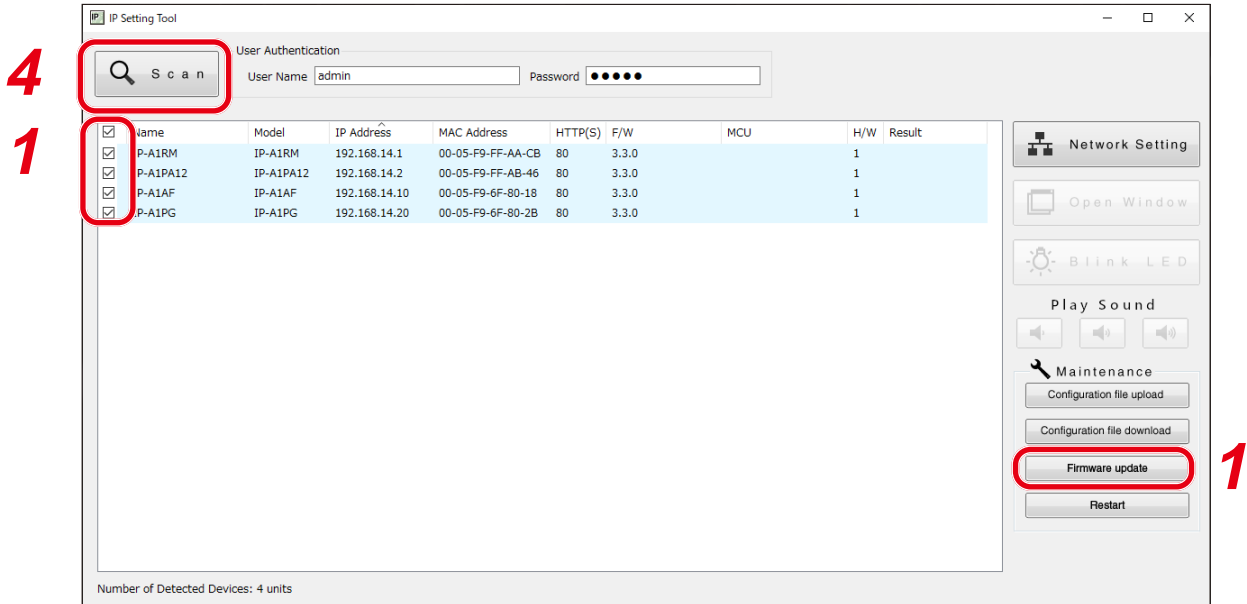 IP Setting Tool
4
Scan
User Authentication
User Name admin Password ●●●●●
1
Name Model IP Address MAC Address HTTP(S) F/W MCU H/W Result
IP-A1RM IP-A1RM 192.168.14.1 00-05-F9-FF-AA-CB 80 3.3.0 1
IP-A1PA12 IP-A1PA12 192.168.14.2 00-05-F9-FF-AB-46 80 3.3.0 1
IP-A1AF IP-A1AF 192.168.14.10 00-05-F9-6F-80-18 80 3.3.0 1
IP-A1PG IP-A1PG 192.168.14.20 00-05-F9-6F-80-2B 80 3.3.0 1
Network Setting
Open Window
Blink LED
Play Sound
Maintenance
Configuration file upload
Configuration file download
Firmware update
1
Restart
Number of Detected Devices: 4 units